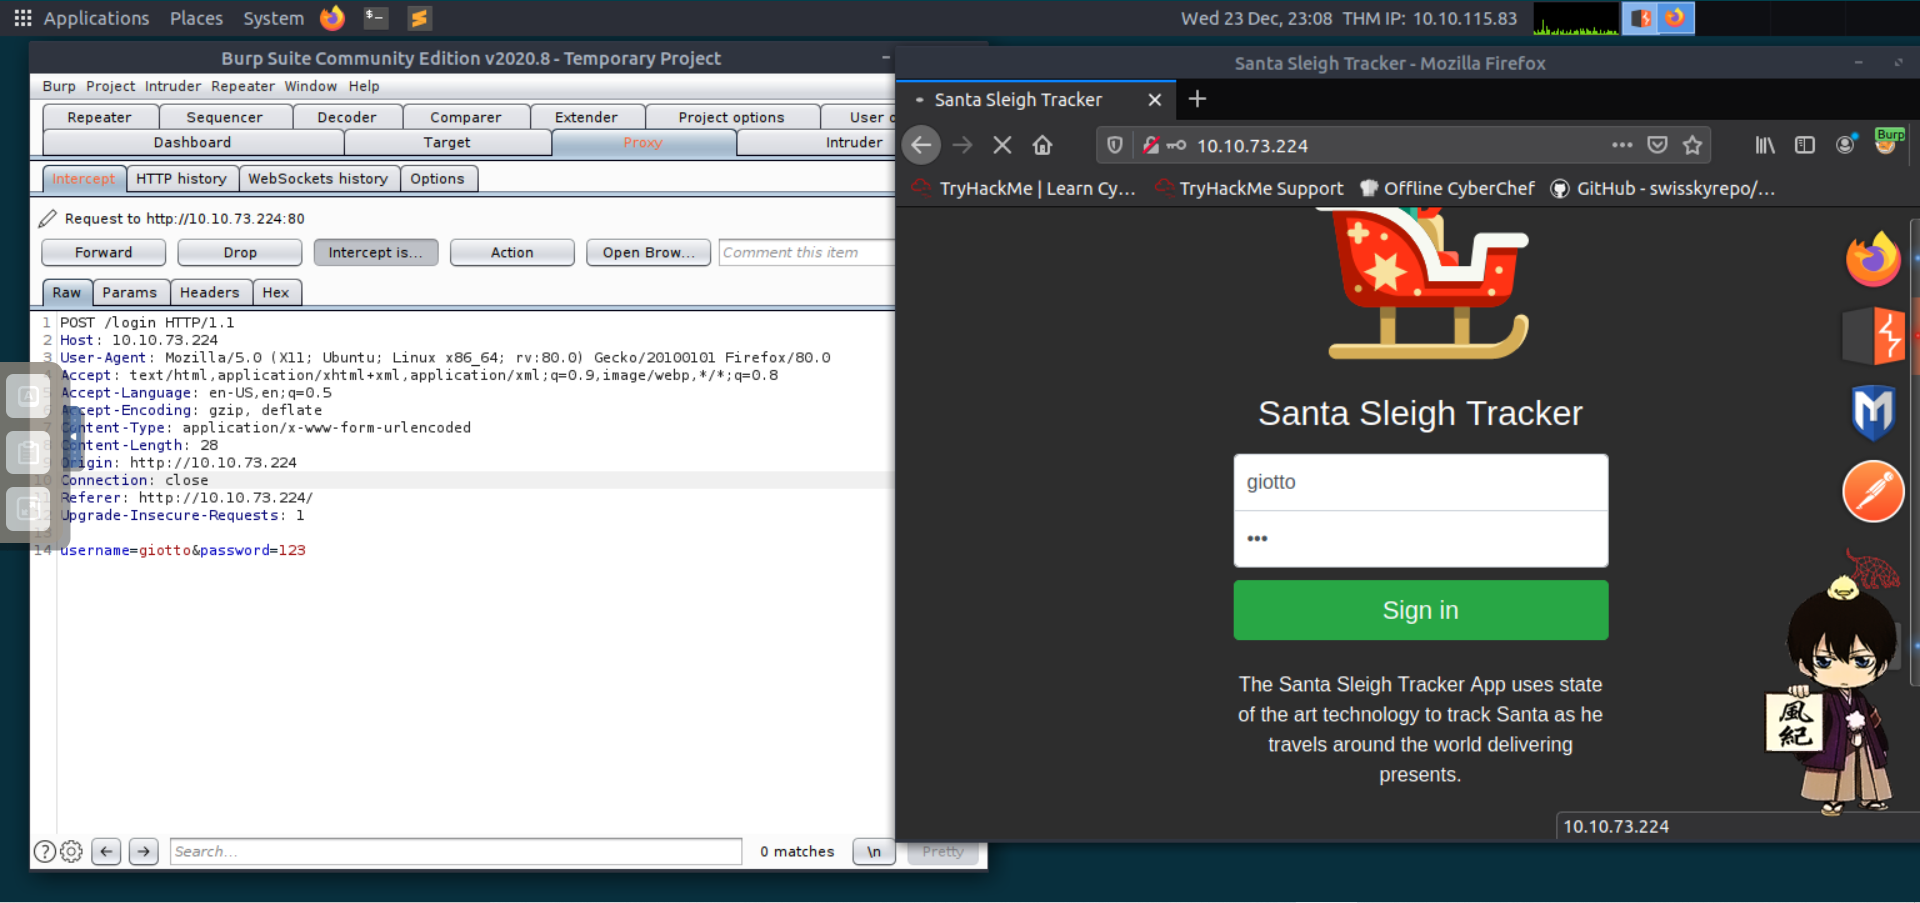 Applications Places System
Wed 23 Dec, 23:08 THM IP: 10.10.115.83
Burp Suite Community Edition v2020.8 - Temporary Project
Burp Project Intruder Repeater Window Help
Repeater Sequencer Decoder Comparer Extender Project options User o
Dashboard Target Proxy Intruder
Intercept HTTP history WebSockets history Options
Request to http://10.10.73.224:80
Forward Drop Intercept is... Action Open Brow... Comment this item
Raw Params Headers Hex
1 POST /login HTTP/1.1
2 Host: 10.10.73.224
3 User-Agent: Mozilla/5.0 (X11; Ubuntu; Linux x86_64; rv:80.0) Gecko/20100101 Firefox/80.0
4 Accept: text/html,application/xhtml+xml,application/xml;q=0.9,image/webp,*/*;q=0.8
5 Accept-Language: en-US,en;q=0.5
6 Accept-Encoding: gzip, deflate
7 Content-Type: application/x-www-form-urlencoded
8 Content-Length: 28
9 Origin: http://10.10.73.224
10 Connection: close
11 Referer: http://10.10.73.224/
12 Upgrade-Insecure-Requests: 1
13
14 username=giotto&password=123
Search...
0 matches
\n
Pretty
Santa Sleigh Tracker - Mozilla Firefox
Santa Sleigh Tracker
10.10.73.224
Burp
TryHackMe | Learn Cy... TryHackMe Support Offline CyberChef GitHub - swisskyrepo/...
Santa Sleigh Tracker
giotto
•••
Sign in
The Santa Sleigh Tracker App uses state
of the art technology to track Santa as he
travels around the world delivering
presents.
風
紀
10.10.73.224